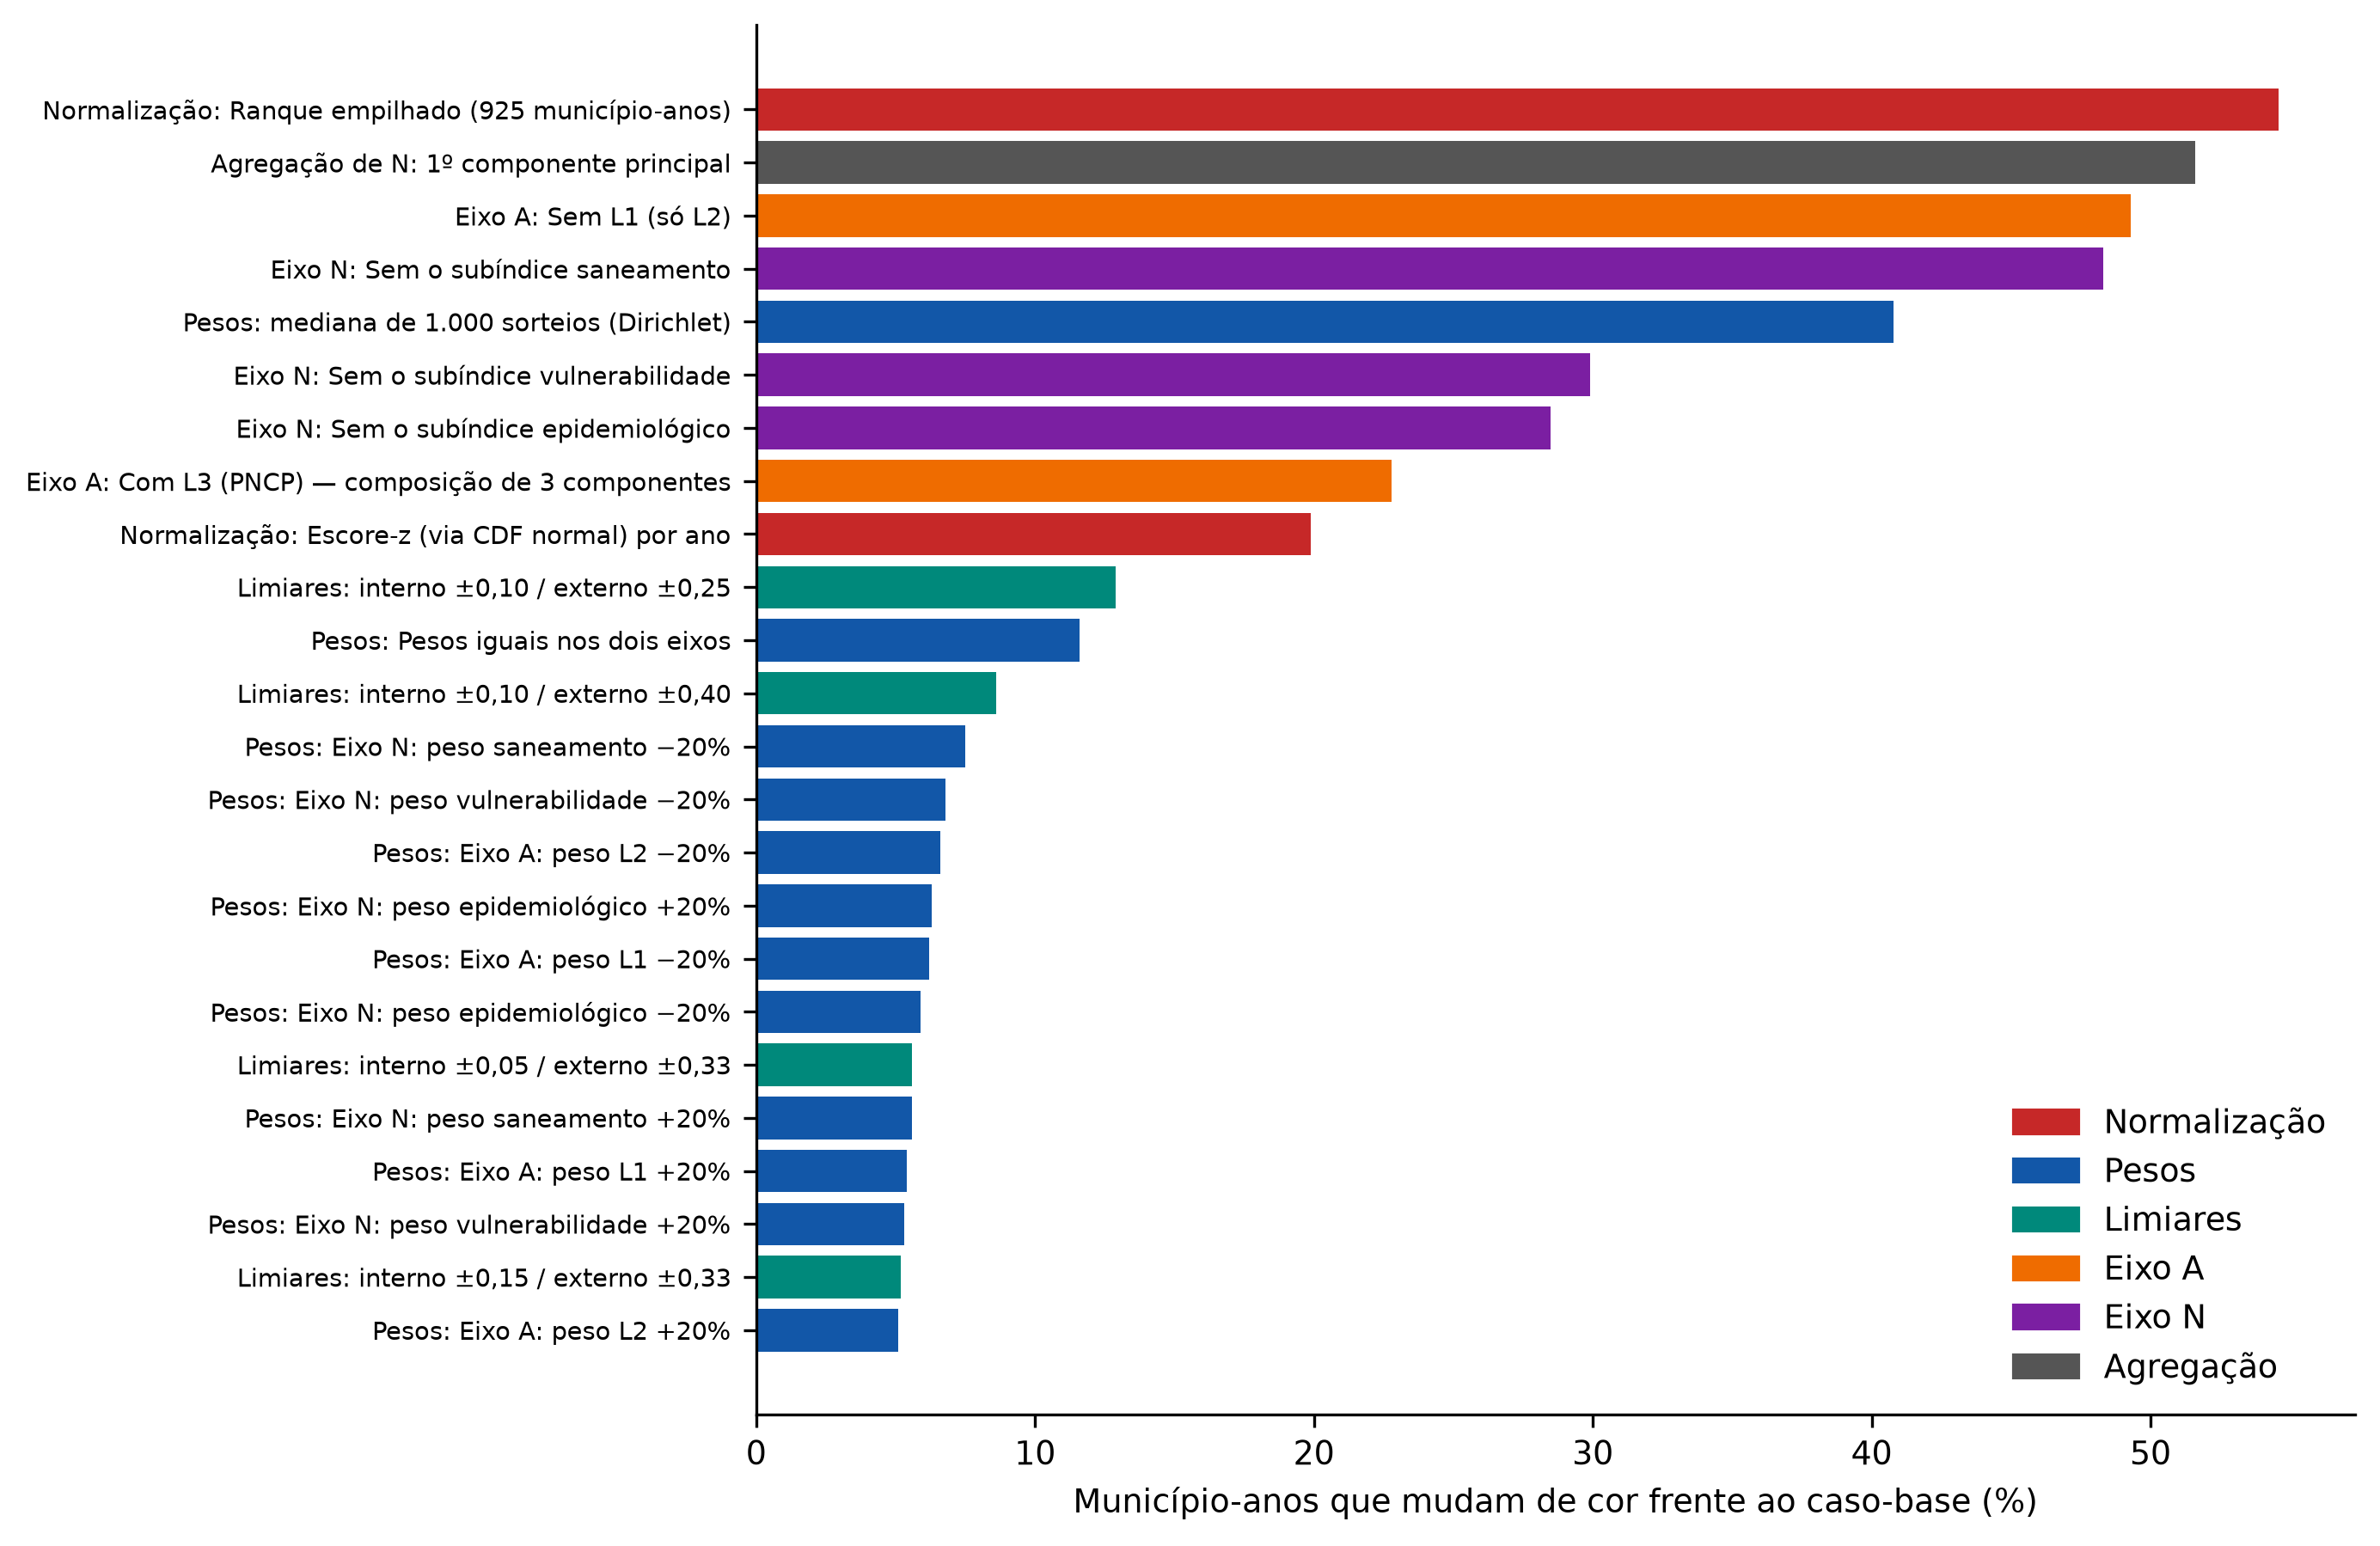 Normalização: Ranque empilhado (925 município-anos)
Agregação de N: 1º componente principal
Eixo A: Sem L1 (só L2)
Eixo N: Sem o subíndice saneamento
Pesos: mediana de 1.000 sorteios (Dirichlet)
Eixo N: Sem o subíndice vulnerabilidade
Eixo N: Sem o subíndice epidemiológico
Eixo A: Com L3 (PNCP) — composição de 3 componentes
Normalização: Escore-z (via CDF normal) por ano
Limiares: interno ±0,10 / externo ±0,25
Pesos: Pesos iguais nos dois eixos
Limiares: interno ±0,10 / externo ±0,40
Pesos: Eixo N: peso saneamento −20%
Pesos: Eixo N: peso vulnerabilidade −20%
Pesos: Eixo A: peso L2 −20%
Pesos: Eixo N: peso epidemiológico +20%
Pesos: Eixo A: peso L1 −20%
Pesos: Eixo N: peso epidemiológico −20%
Limiares: interno ±0,05 / externo ±0,33
Pesos: Eixo N: peso saneamento +20%
Pesos: Eixo A: peso L1 +20%
Pesos: Eixo N: peso vulnerabilidade +20%
Limiares: interno ±0,15 / externo ±0,33
Pesos: Eixo A: peso L2 +20%
Normalização
Pesos
Limiares
Eixo A
Eixo N
Agregação
0 10 20 30 40 50
Município-anos que mudam de cor frente ao caso-base (%)